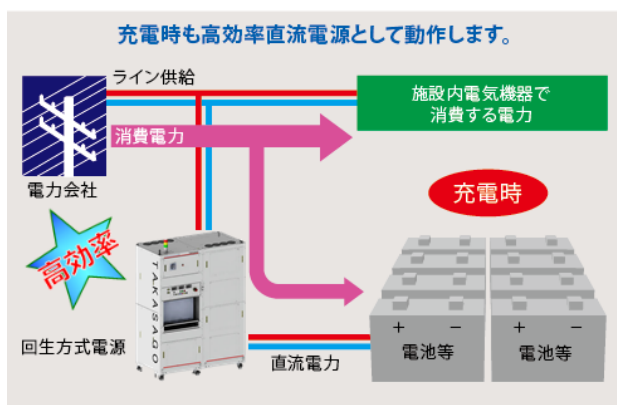 充電時も高効率直流電源として動作します。
ライン供給
施設内電気機器で
消費する電力
消費電力
電力会社
充電時
高効率
TAKASAGO
回生方式電源
直流電力
+ − + −
電池等 電池等